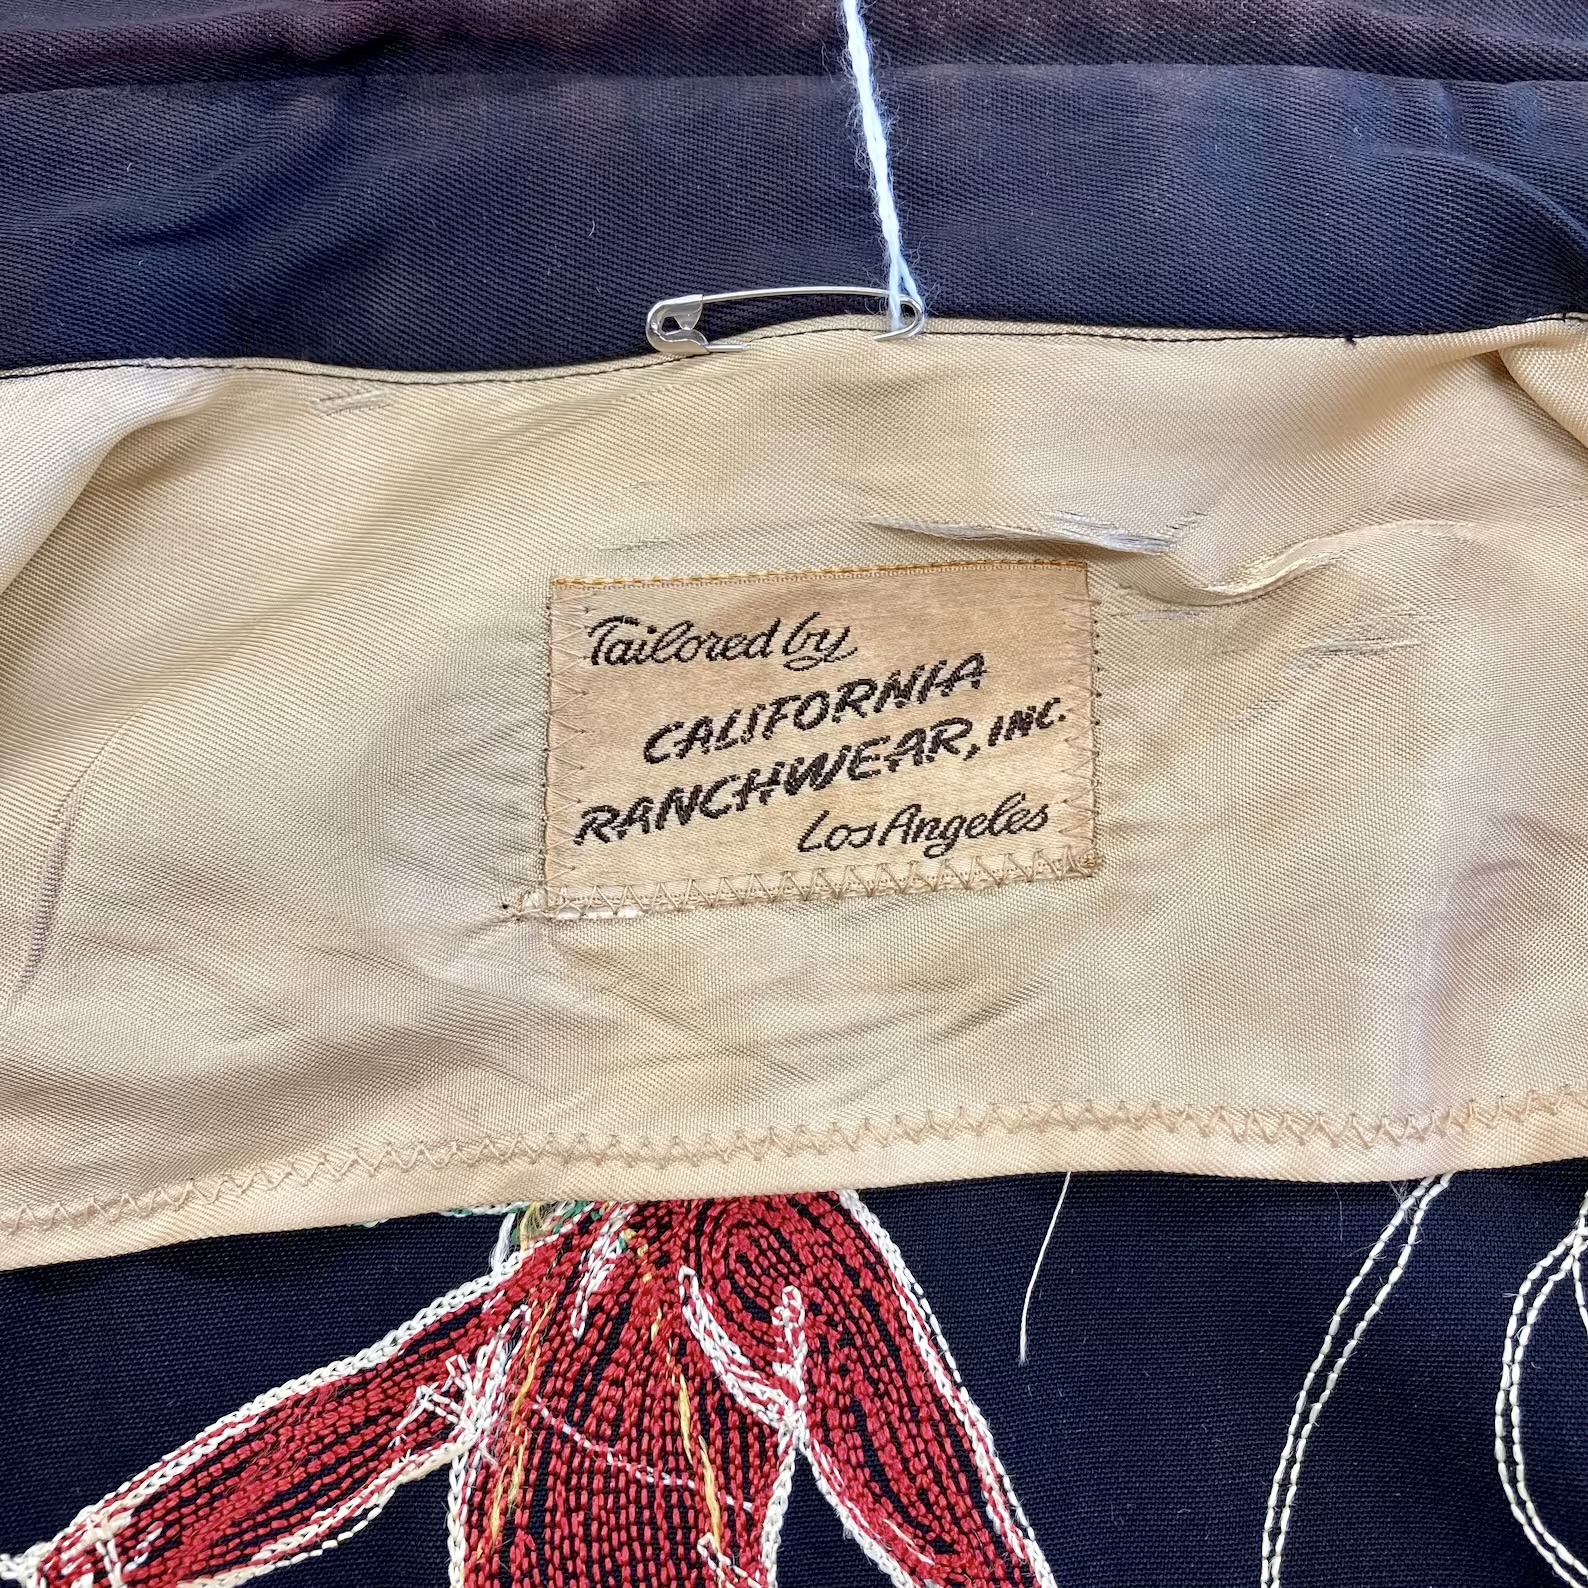 Tailored by
CALIFORNIA
RANCHWEAR, INC.
Los Angeles